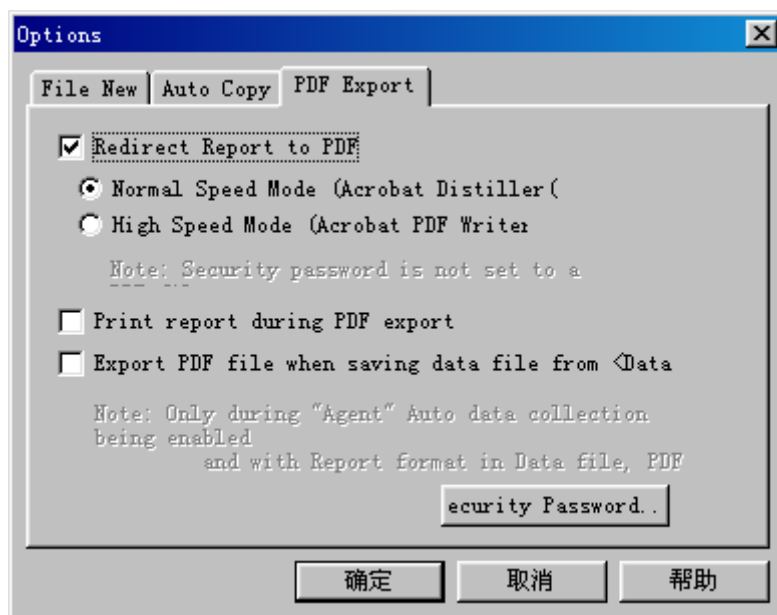 Options
File New Auto Copy PDF Export
Redirect Report to PDF
Normal Speed Mode (Acrobat Distiller(
High Speed Mode (Acrobat PDF Writer
Note: Security password is not set to a
Print report during PDF export
Export PDF file when saving data file from <Data
Note: Only during "Agent" Auto data collection
being enabled
and with Report format in Data file, PDF
ecurity Password..
确定 取消 帮助